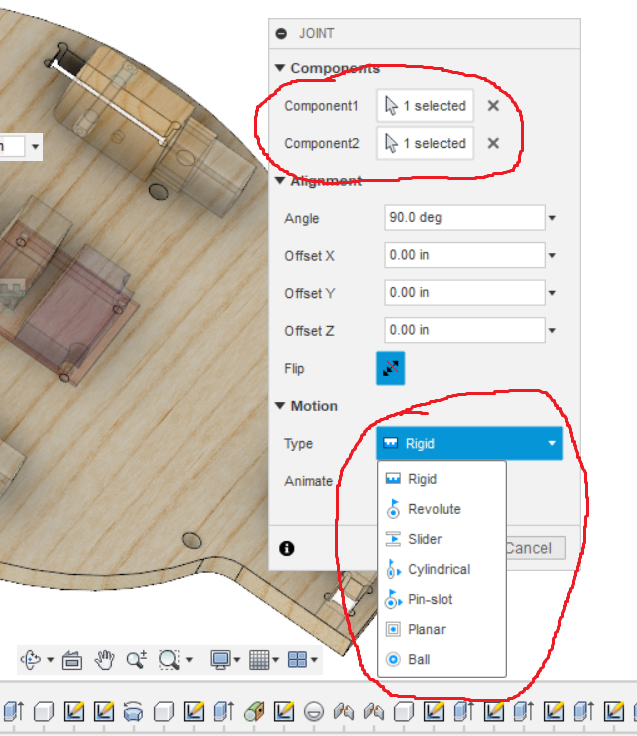 JOINT
Components
Component1 1 selected
Component2 1 selected
Alignment
Angle 90.0 deg
Offset X 0.00 in
Offset Y 0.00 in
Offset Z 0.00 in
Flip
Motion
Type Rigid
Animate
Rigid
Revolute
Slider
Cylindrical
Pin-slot
Planar
Ball
Cancel